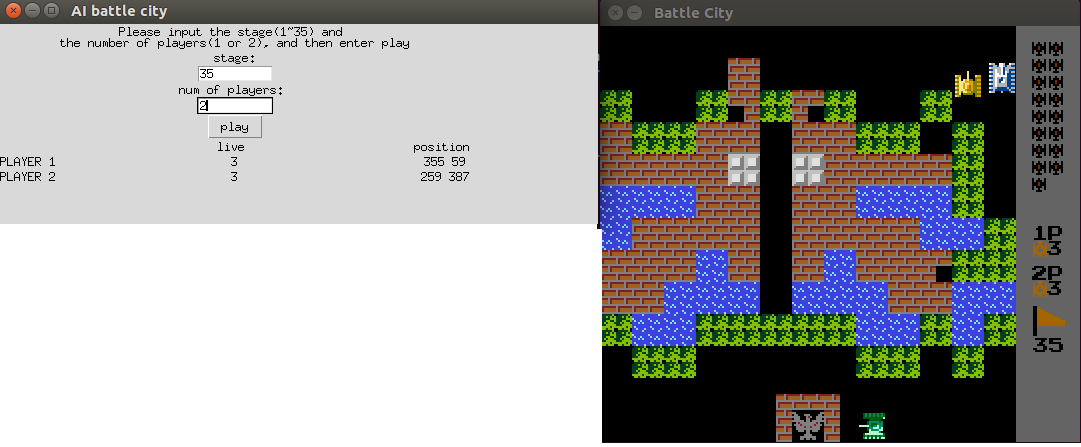 AI battle city
Please input the stage(1~35) and
the number of players(1 or 2), and then enter play
stage:
35
num of players:
2
play
live position
PLAYER 1 3 355 59
PLAYER 2 3 259 387
Battle City
1P
3
2P
3
35